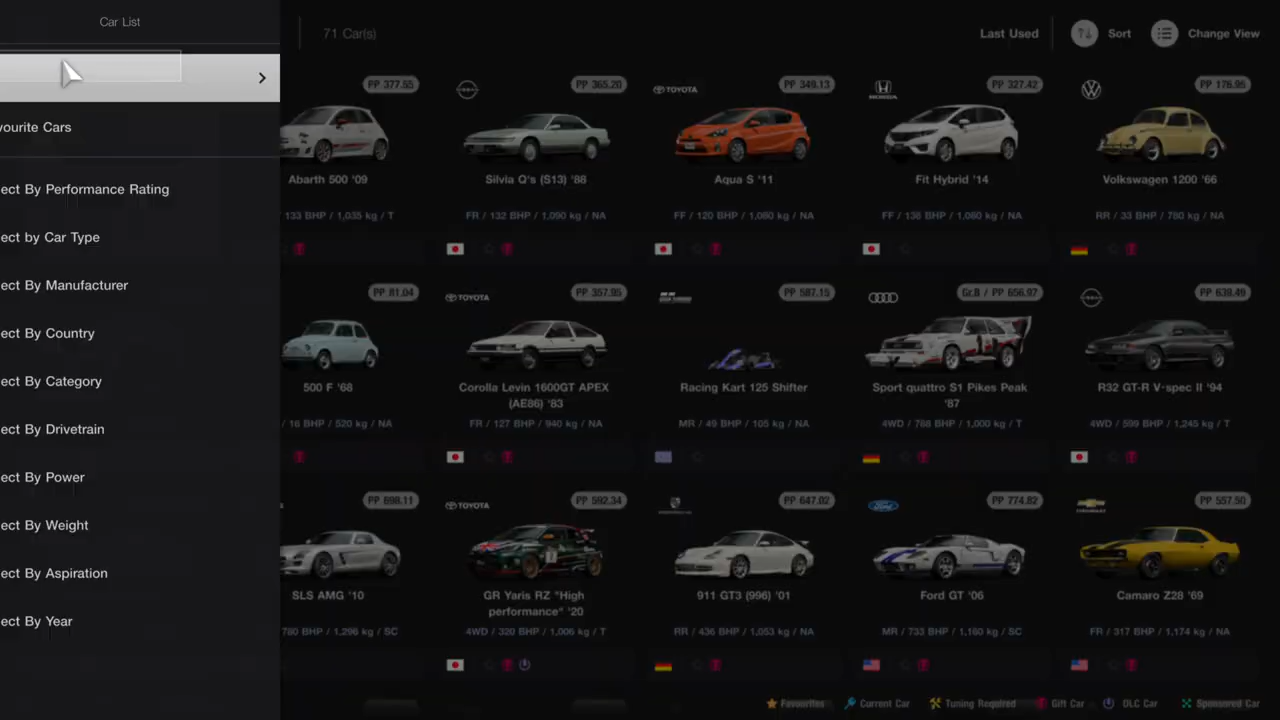 Car List
71 Car(s)
Last Used
Sort
Change View
vourite Cars
ect By Performance Rating
ect by Car Type
ect By Manufacturer
ect By Country
ect By Category
ect By Drivetrain
ect By Power
ect By Weight
ect By Aspiration
ect By Year
PP 377.55
PP 365.20
TOYOTA
PP 349.13
HONDA
PP 327.42
PP 176.95
Abarth 500 '09
Silvia Q's (S13) '88
Aqua S '11
Fit Hybrid '14
Volkswagen 1200 '66
133 BHP / 1,035 kg / T
FR / 132 BHP / 1,090 kg / NA
FF / 120 BHP / 1,080 kg / NA
FF / 136 BHP / 1,080 kg / NA
RR / 33 BHP / 780 kg / NA
PP 81.04
TOYOTA
PP 357.95
PP 587.15
Gr.B / PP 656.97
PP 639.49
500 F '68
Corolla Levin 1600GT APEX
(AE86) '83
Racing Kart 125 Shifter
Sport quattro S1 Pikes Peak
'87
R32 GT-R V-spec II '94
/ 16 BHP / 520 kg / NA
FR / 127 BHP / 940 kg / NA
MR / 49 BHP / 105 kg / NA
4WD / 788 BHP / 1,000 kg / T
4WD / 599 BHP / 1,245 kg / T
PP 698.11
TOYOTA
PP 592.34
PP 647.02
Ford
PP 774.82
CHEVROLET
PP 557.50
SLS AMG '10
GR Yaris RZ "High
performance" '20
911 GT3 (996) '01
Ford GT '06
Camaro Z28 '69
780 BHP / 1,296 kg / SC
4WD / 320 BHP / 1,006 kg / T
RR / 436 BHP / 1,053 kg / NA
MR / 733 BHP / 1,160 kg / SC
FR / 317 BHP / 1,174 kg / NA
Favourites
Current Car
Tuning Required
Gift Car
DLC Car
Sponsored Car